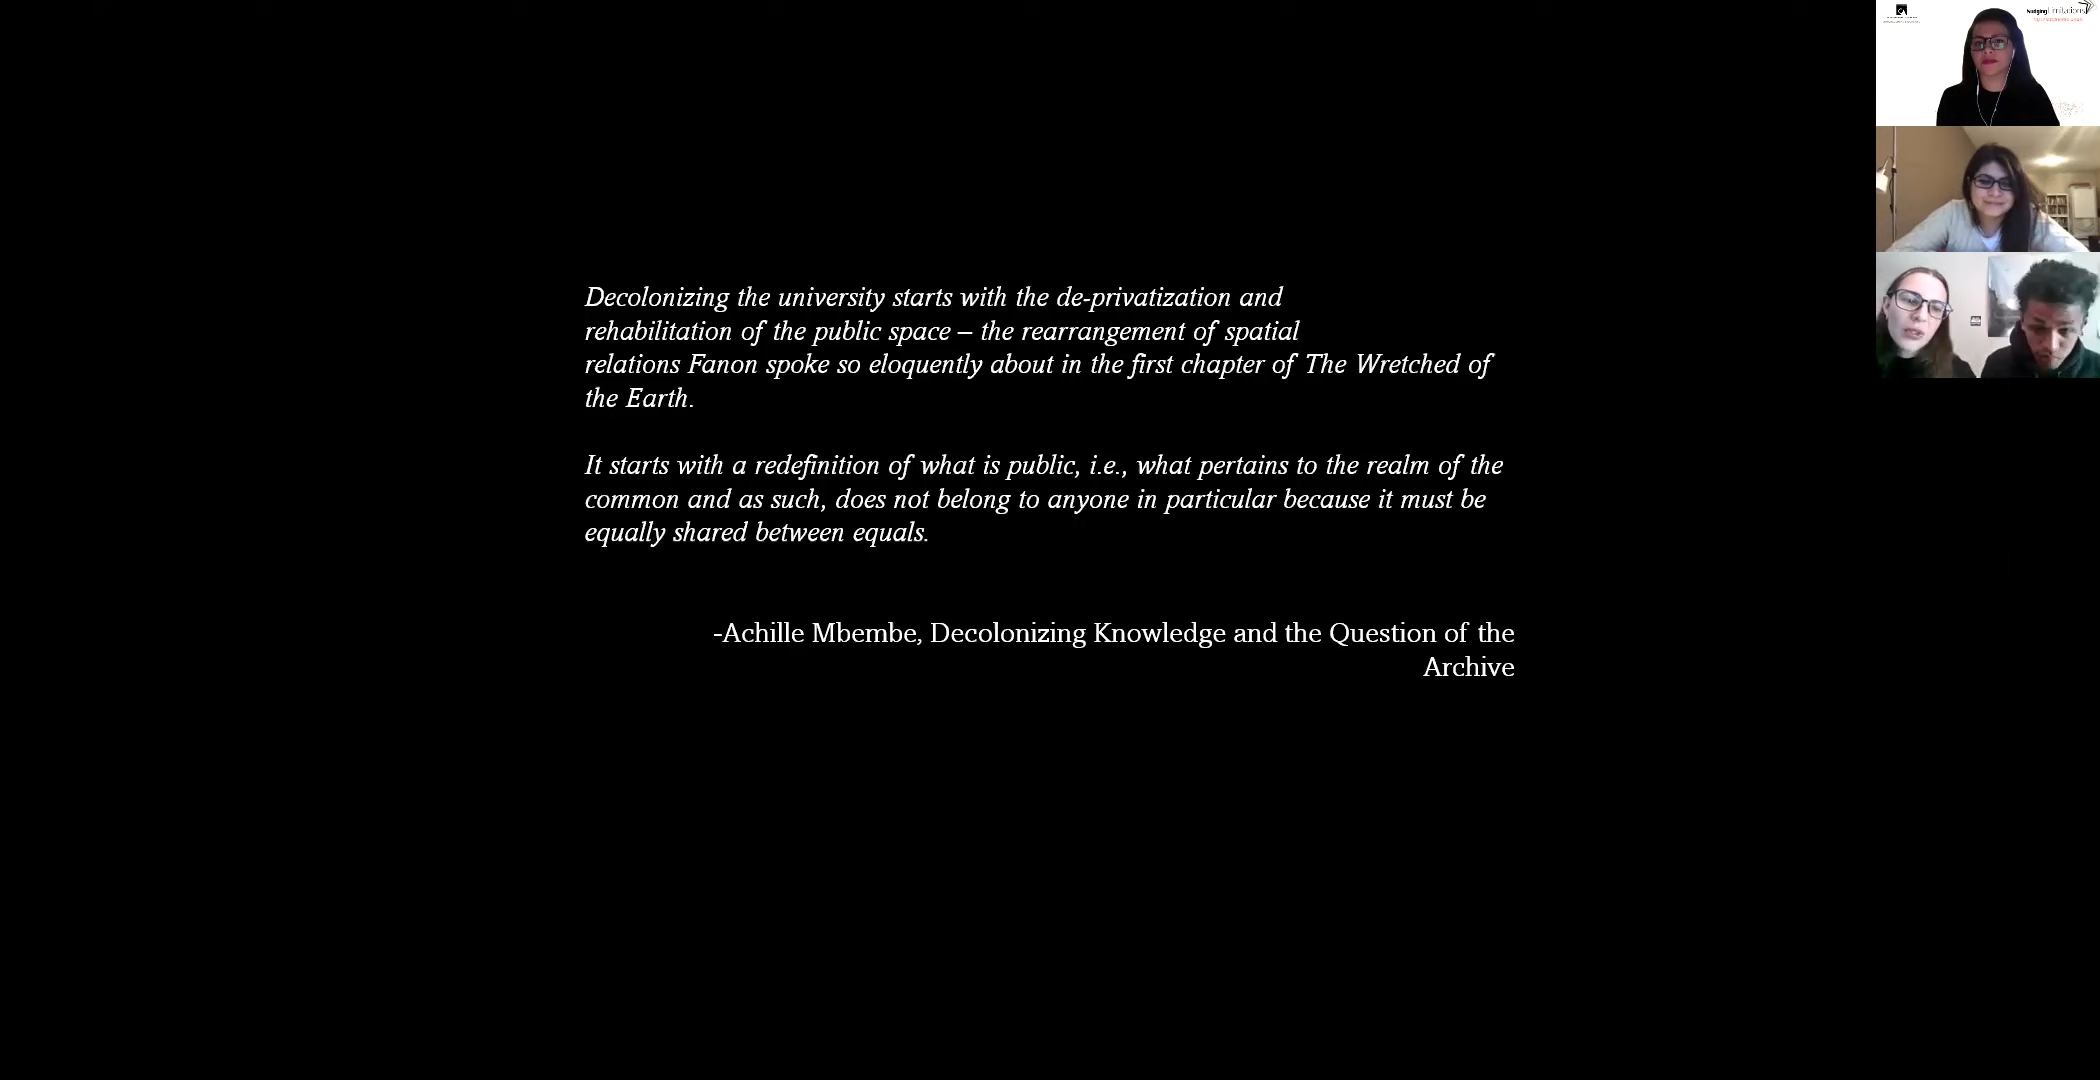 Decolonizing the university starts with the de-privatization and
rehabilitation of the public space – the rearrangement of spatial
relations Fanon spoke so eloquently about in the first chapter of The Wretched of
the Earth.
It starts with a redefinition of what is public, i.e., what pertains to the realm of the
common and as such, does not belong to anyone in particular because it must be
equally shared between equals.
-Achille Mbembe, Decolonizing Knowledge and the Question of the
Archive
NudgingLimitations